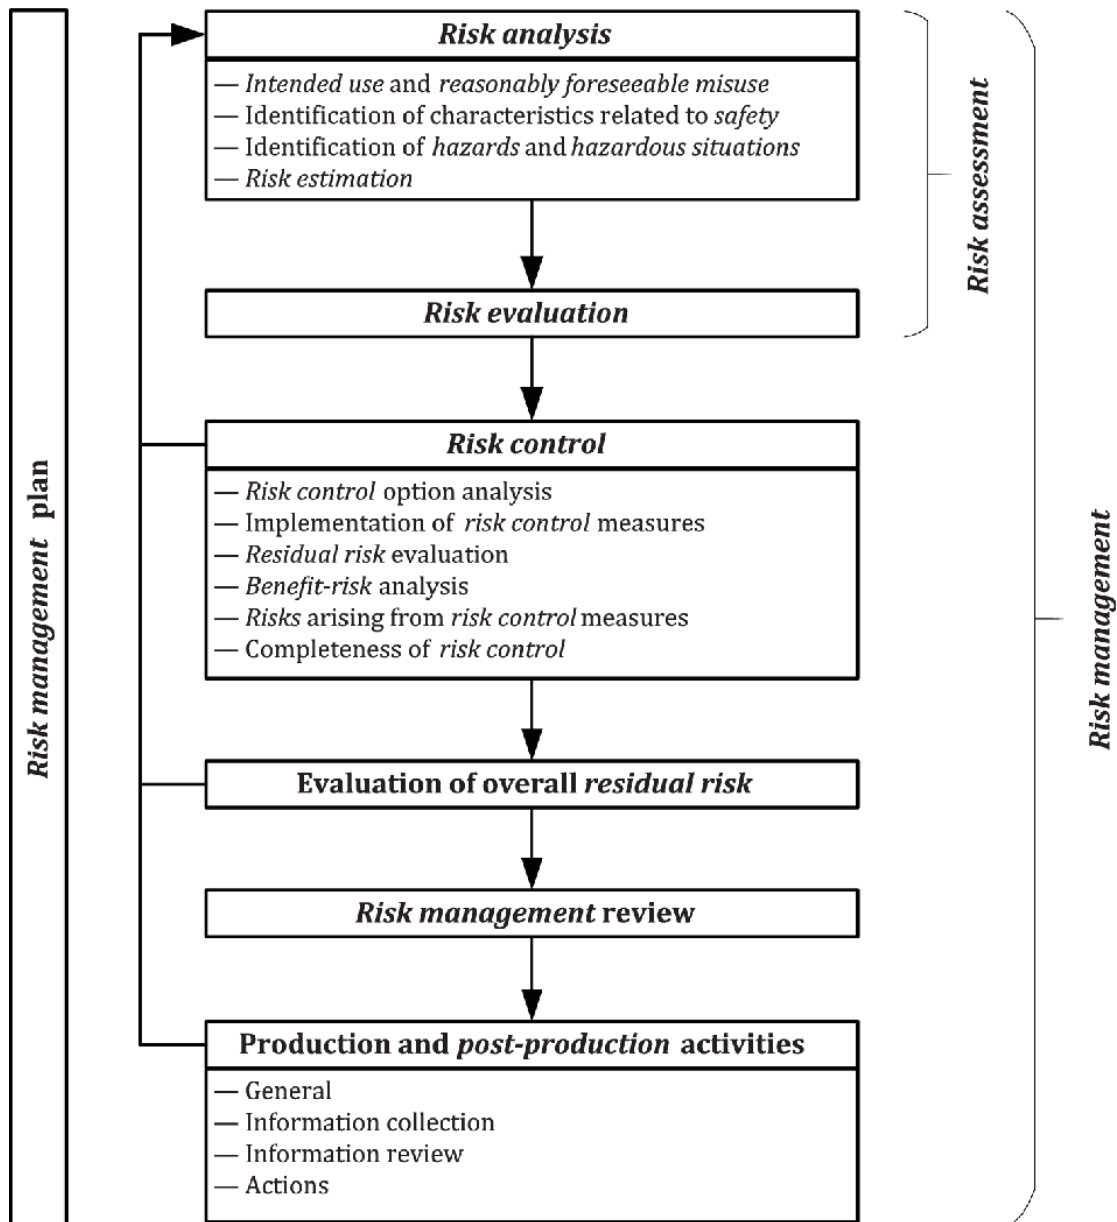 Risk analysis
— Intended use and reasonably foreseeable misuse
— Identification of characteristics related to safety
— Identification of hazards and hazardous situations
— Risk estimation
Risk evaluation
Risk assessment
Risk control
— Risk control option analysis
— Implementation of risk control measures
— Residual risk evaluation
— Benefit-risk analysis
— Risks arising from risk control measures
— Completeness of risk control
Risk management plan
Risk management
Evaluation of overall residual risk
Risk management review
Production and post-production activities
— General
— Information collection
— Information review
— Actions